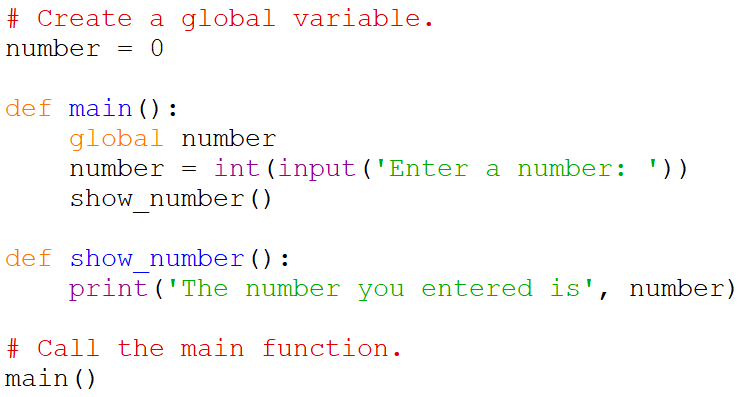 # Create a global variable.
number = 0
def main():
    global number
    number = int(input('Enter a number: '))
    show_number()
def show_number():
    print('The number you entered is', number)
# Call the main function.
main()